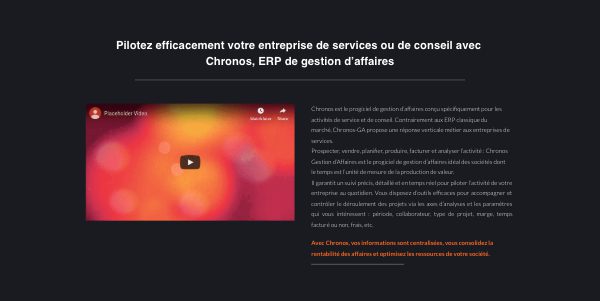 Pilotez efficacement votre entreprise de services ou de conseil avec
Chronos, ERP de gestion d'affaires
Placeholder Video
Watch later
Share
Chronos est le progiciel de gestion d'affaires conçu spécifiquement pour les
activités de service et de conseil. Contrairement aux ERP classique du
marché, Chronos-GA propose une réponse verticale métier aux entreprises de
services.
Prospecter, vendre, planifier, produire, facturer et analyser l'activité : Chronos
Gestion d'Affaires est le progiciel de gestion d'affaires idéal des sociétés dont
le temps est l'unité de mesure de la production de valeur.
Il garantit un suivi précis, détaillé et en temps réel pour piloter l'activité de votre
entreprise au quotidien. Vous disposez d'outils efficaces pour accompagner et
contrôler le déroulement des projets via les axes d'analyses et les paramètres
qui vous intéressent : période, collaborateur, type de projet, marge, temps
facturé ou non, frais, etc.
Avec Chronos, vos informations sont centralisées, vous consolidez la
rentabilité des affaires et optimisez les ressources de votre société.